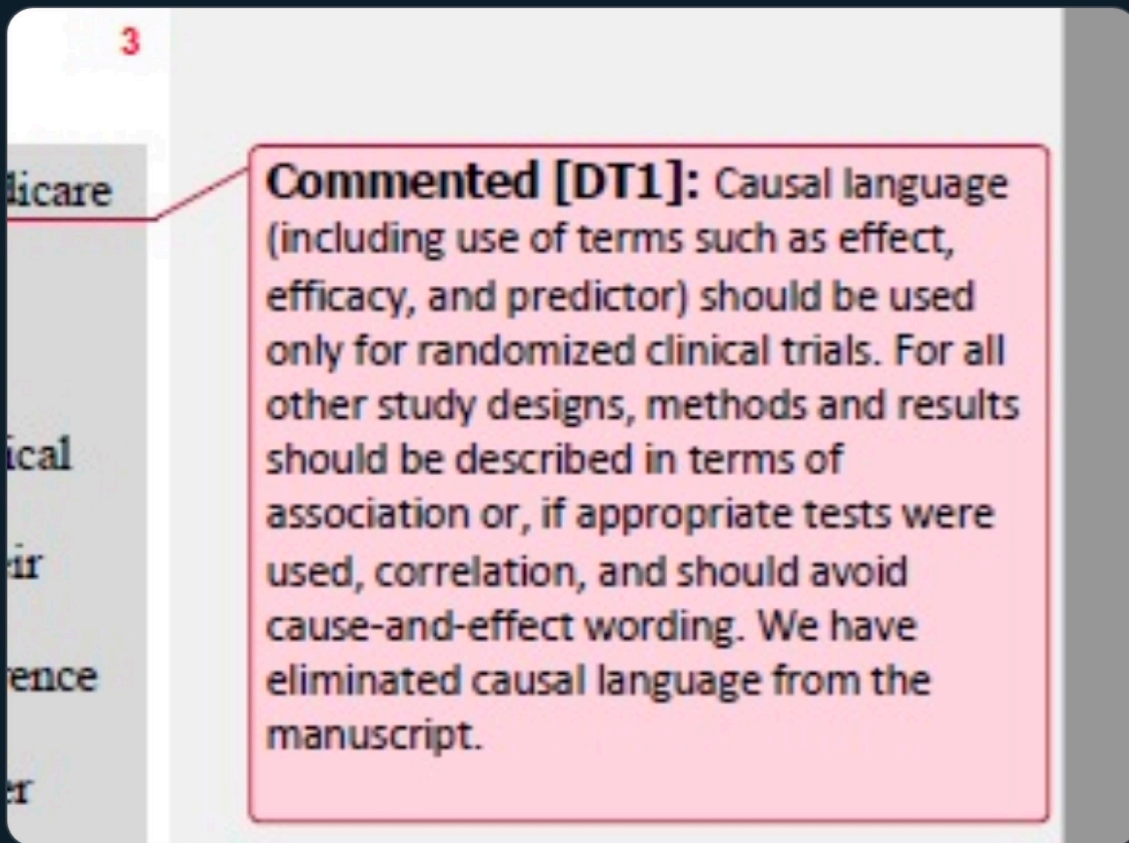 3
dicare
ical
eir
rence
er
Commented [DT1]: Causal language
(including use of terms such as effect,
efficacy, and predictor) should be used
only for randomized clinical trials. For all
other study designs, methods and results
should be described in terms of
association or, if appropriate tests were
used, correlation, and should avoid
cause-and-effect wording. We have
eliminated causal language from the
manuscript.